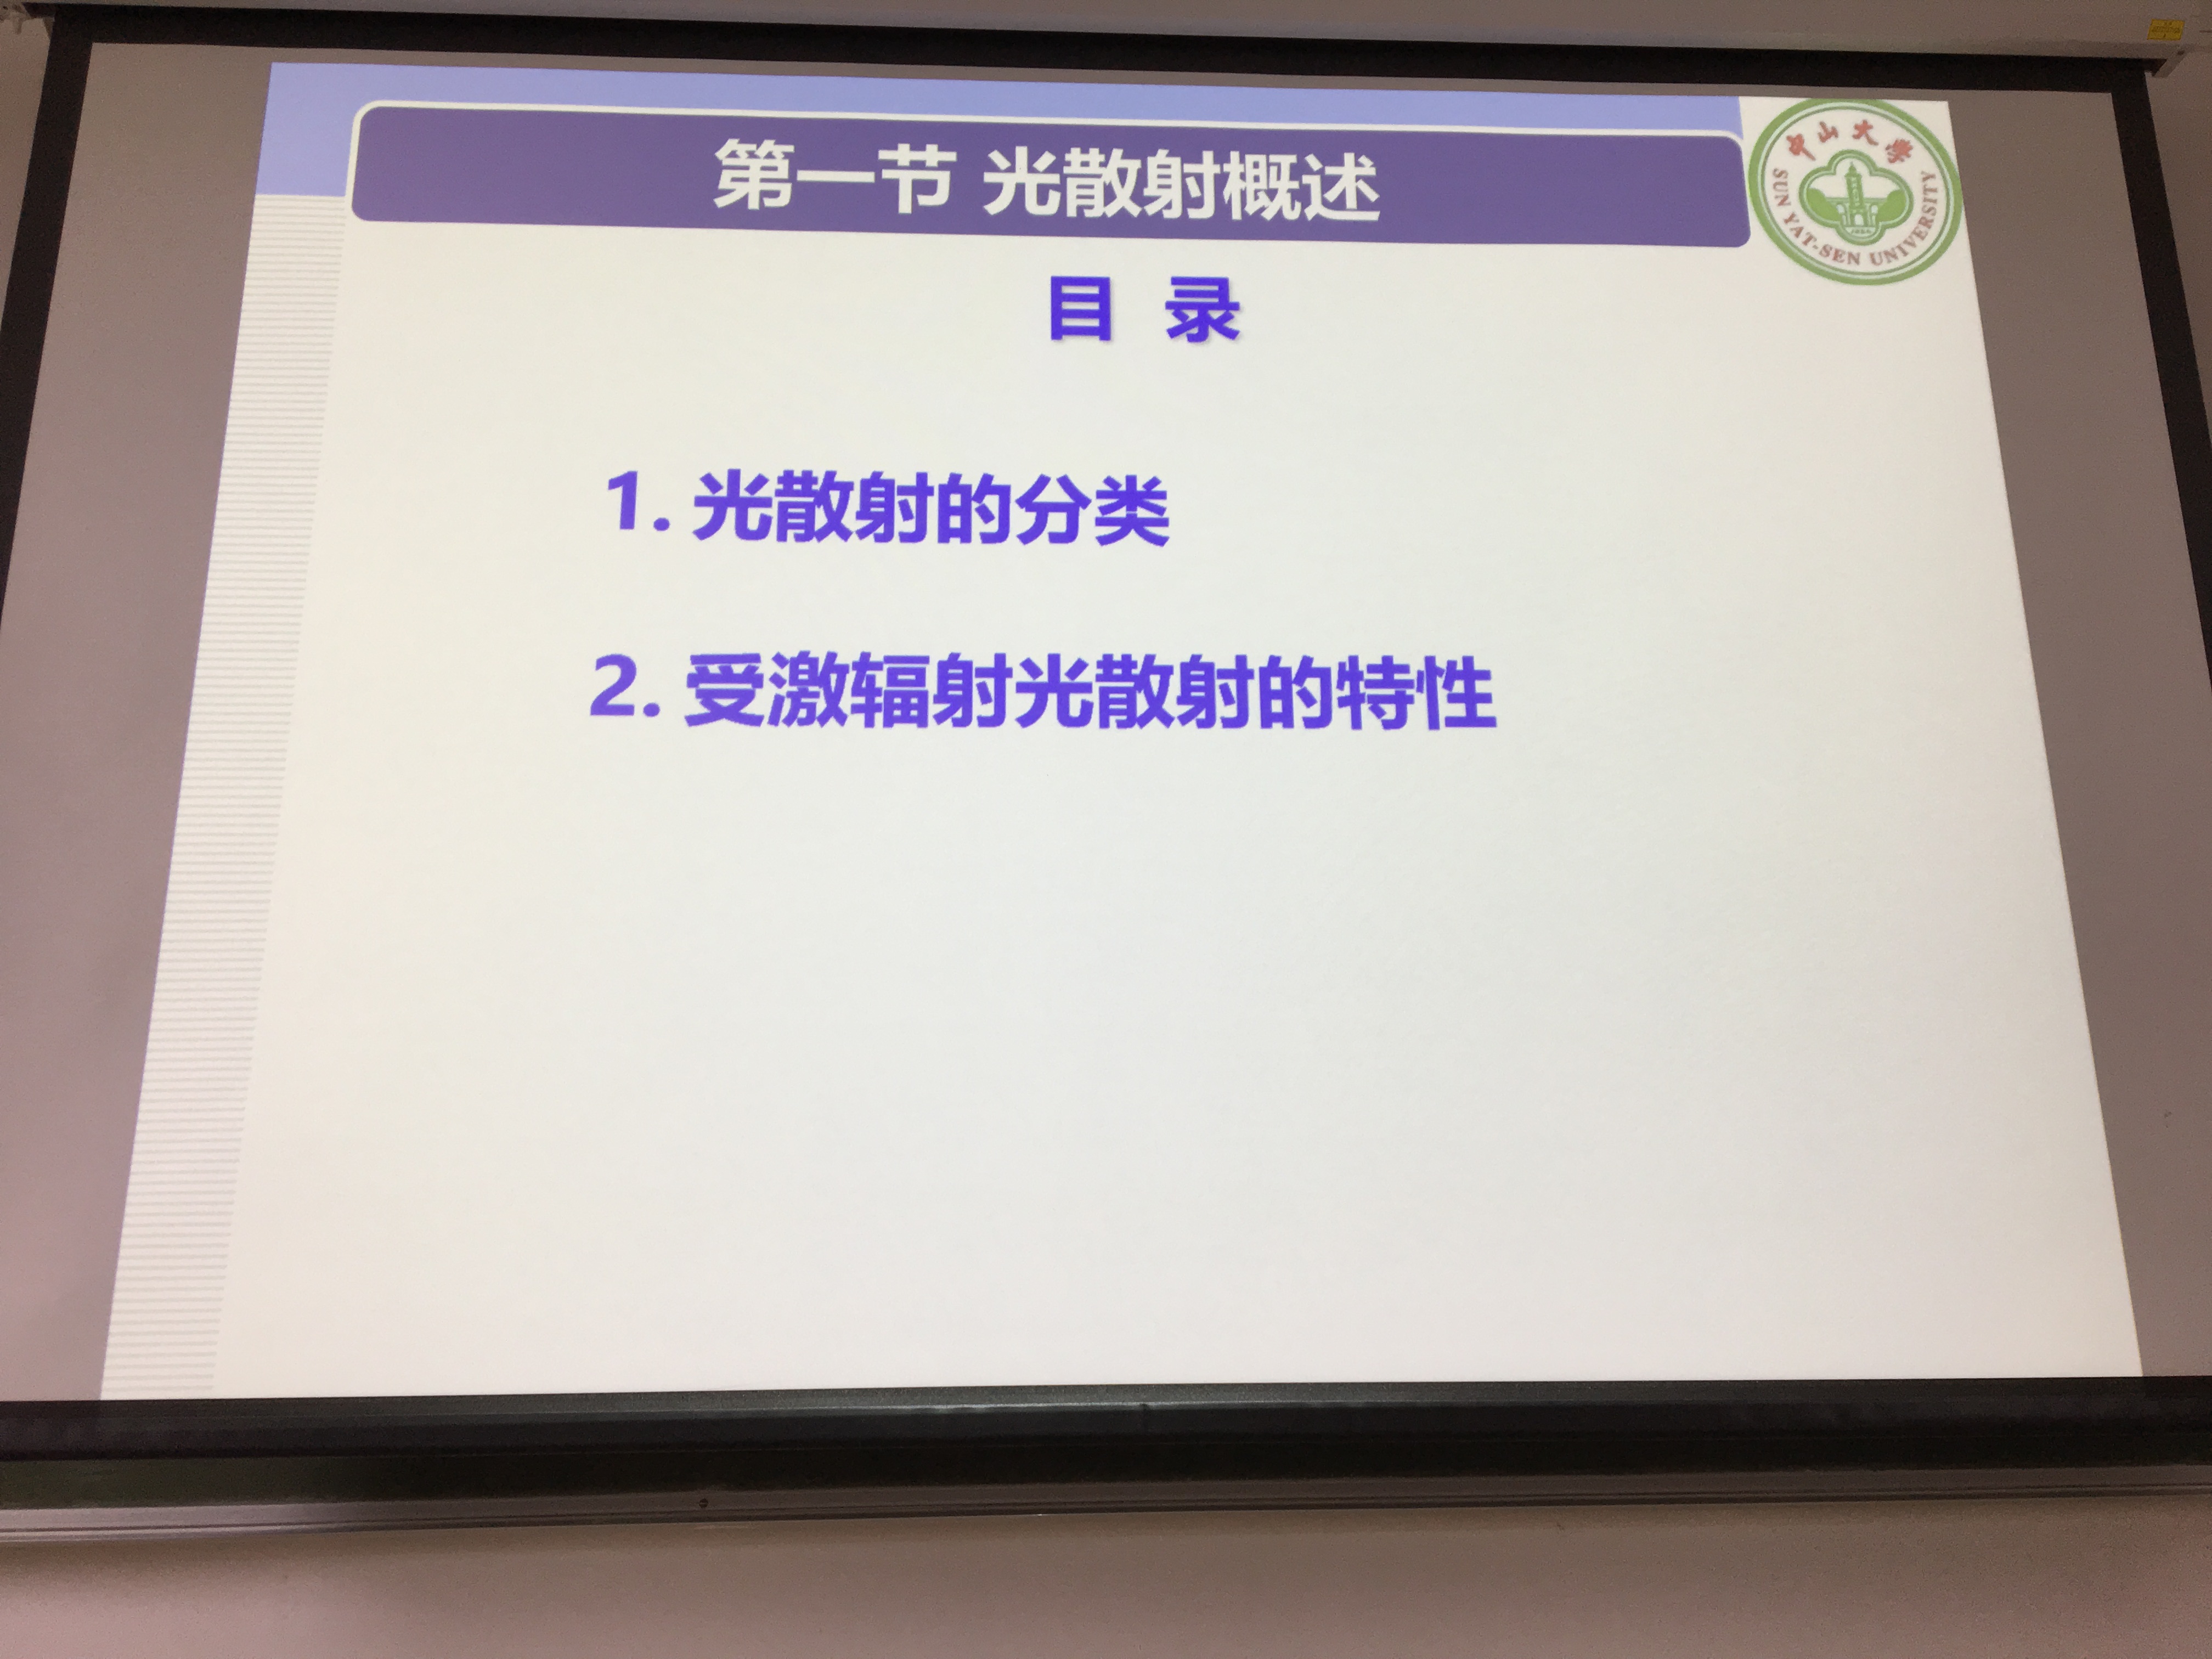 第一节 光散射概述
中山大学
SUN YAT-SEN UNIVERSITY
目 录
1. 光散射的分类
2. 受激辐射光散射的特性